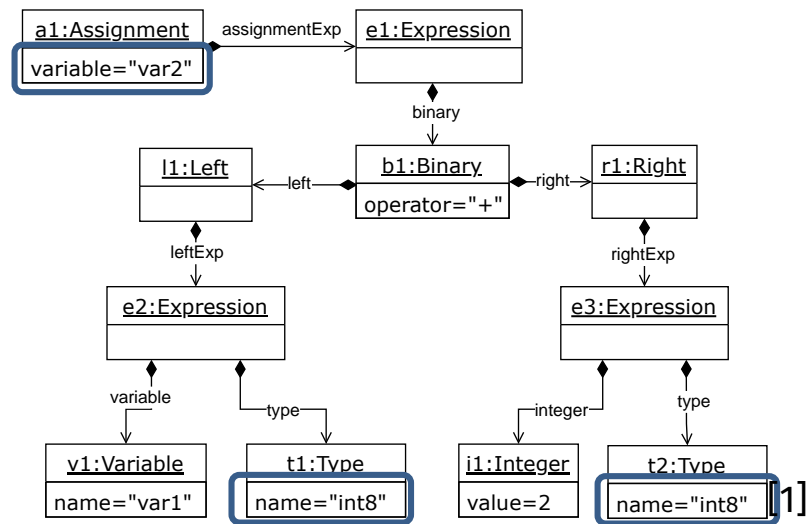 a1:Assignment
assignmentExp
e1:Expression
variable="var2"
binary
l1:Left
left
b1:Binary
right
r1:Right
operator="+"
leftExp
rightExp
e2:Expression
e3:Expression
variable
type
integer
type
v1:Variable
t1:Type
i1:Integer
t2:Type
name="var1"
name="int8"
value=2
name="int8"
[1]